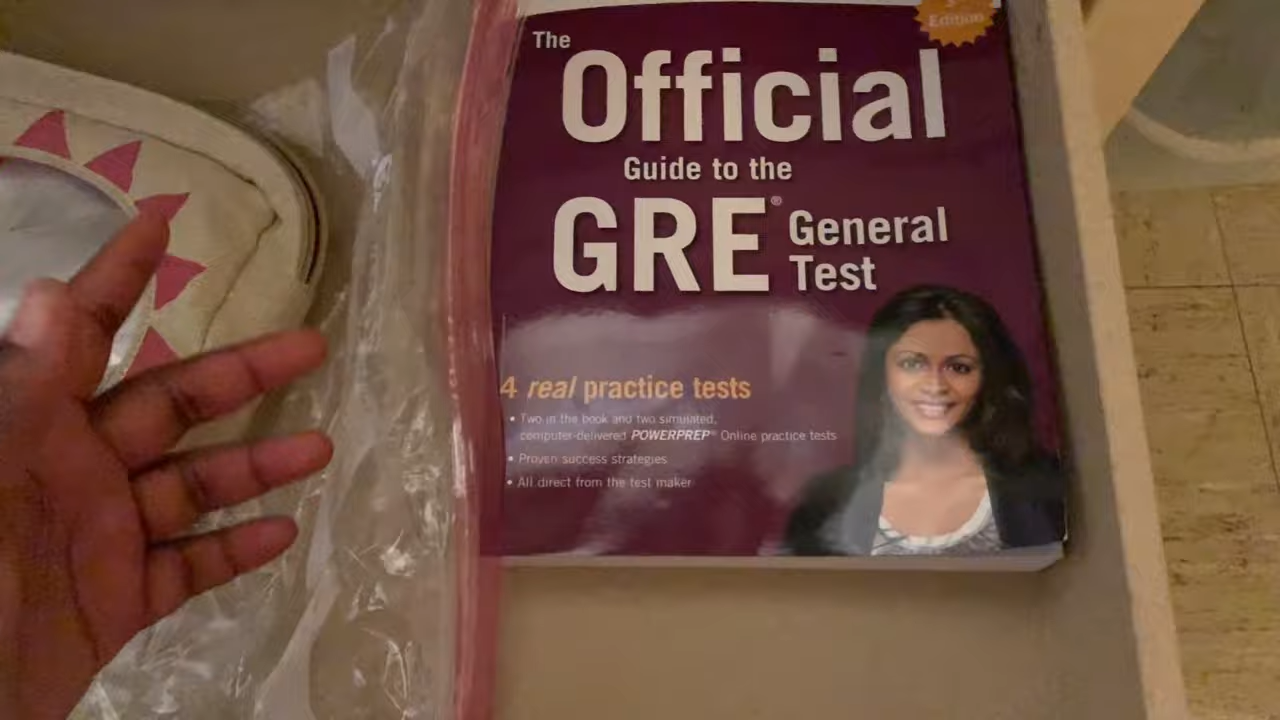 Edition
The
Official
Guide to the
GRE® General
Test
4 real practice tests
• Two in the book and two simulated,
computer-delivered POWERPREP® Online practice tests
• Proven success strategies
• All direct from the test maker